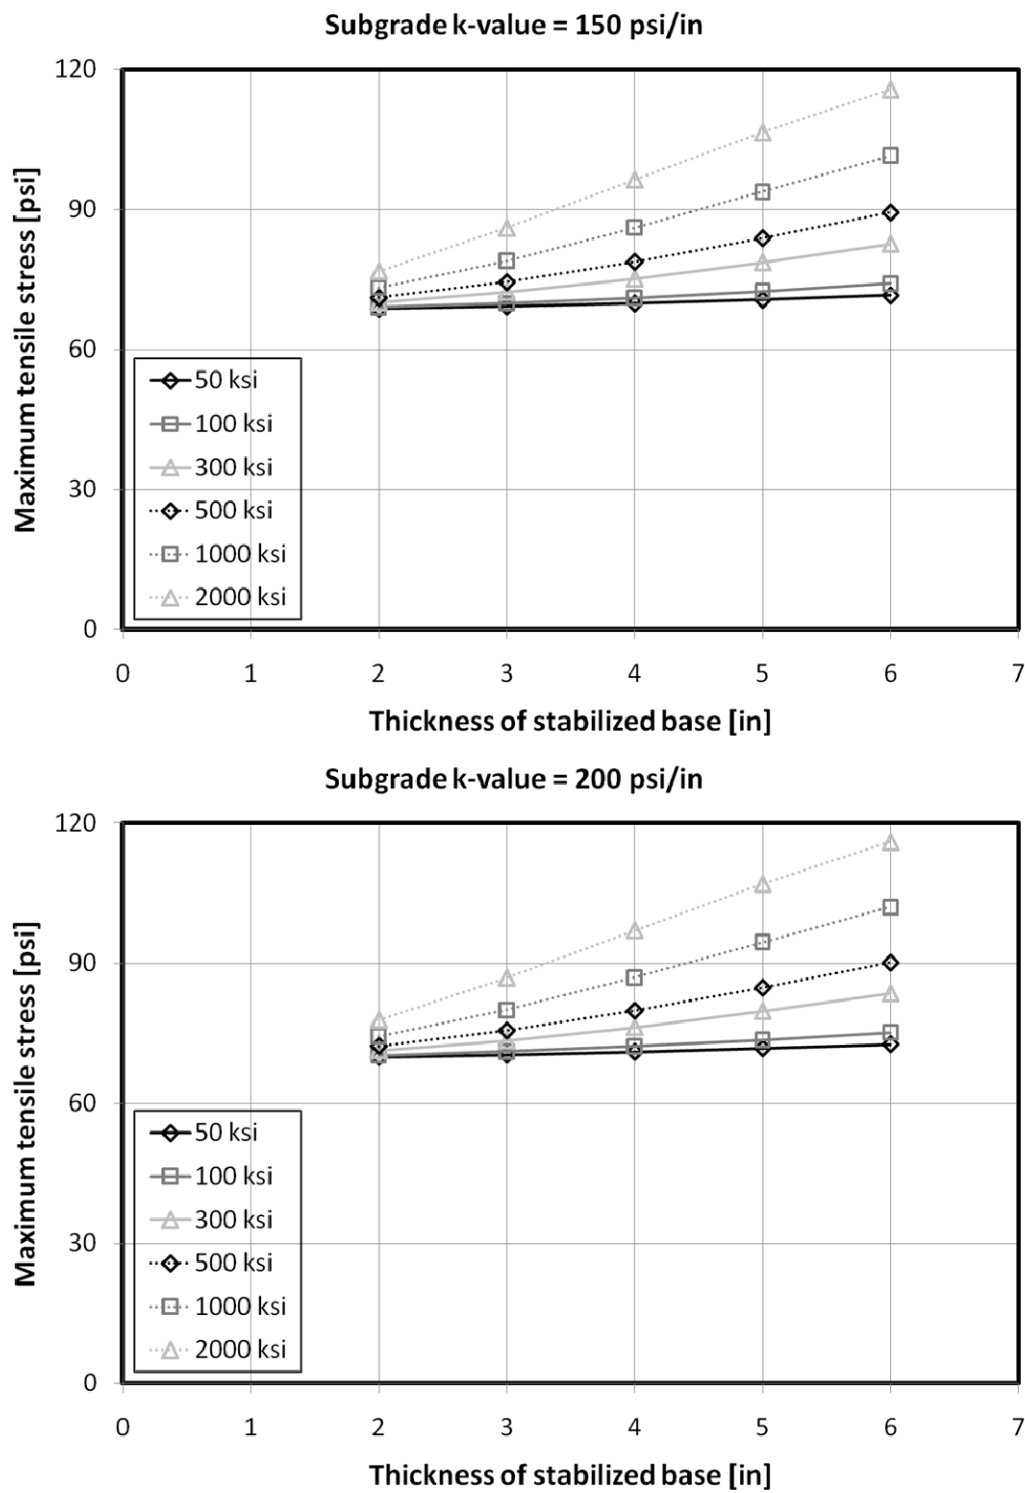 Subgrade k-value = 150 psi/in
120
90
60
30
0
Maximum tensile stress [psi]
50 ksi
100 ksi
300 ksi
500 ksi
1000 ksi
2000 ksi
0 1 2 3 4 5 6 7
Thickness of stabilized base [in]
Subgrade k-value = 200 psi/in
120
90
60
30
0
Maximum tensile stress [psi]
50 ksi
100 ksi
300 ksi
500 ksi
1000 ksi
2000 ksi
0 1 2 3 4 5 6 7
Thickness of stabilized base [in]